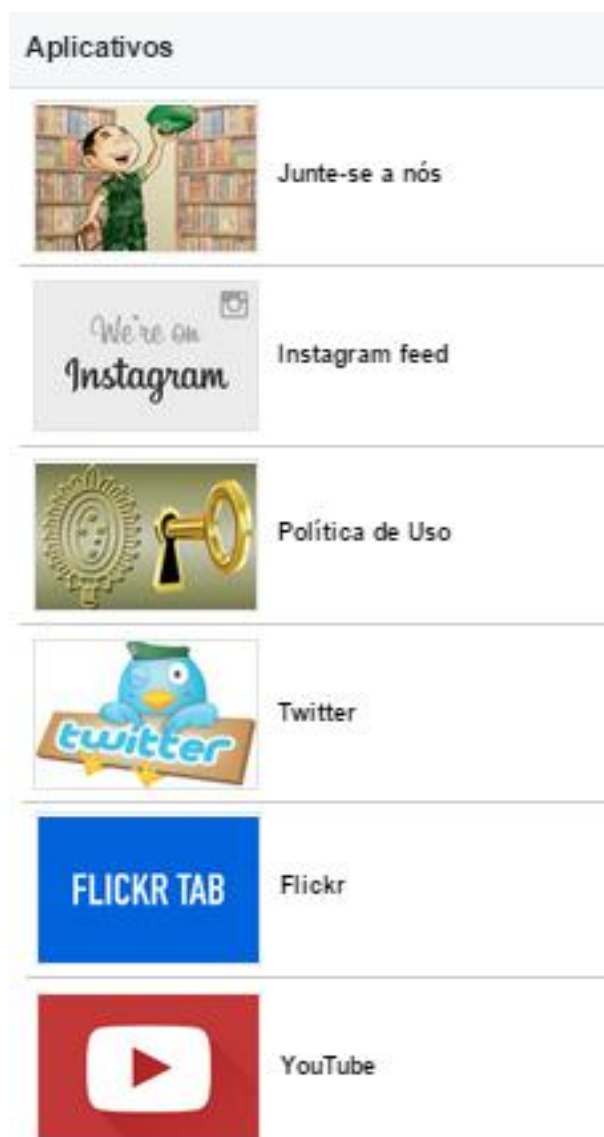 Aplicativos
Junte-se a nós
We're on
Instagram
Instagram feed
Política de Uso
twitter
Twitter
FLICKR TAB
Flickr
YouTube